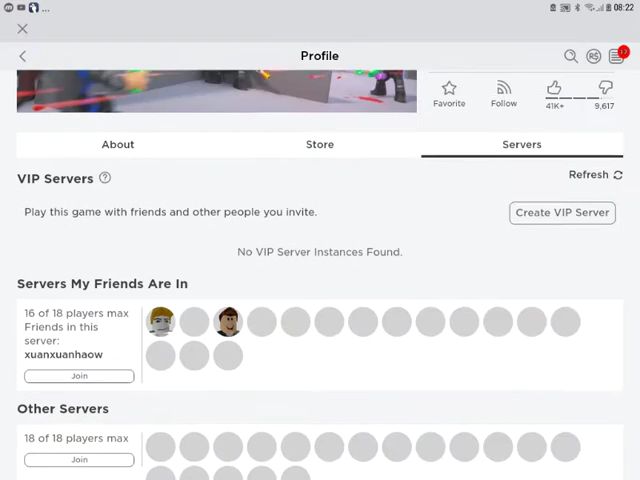 ... 08:22
Profile
R$ 17
Favorite Follow 41K+ 9,617
About Store Servers
VIP Servers ? Refresh
Play this game with friends and other people you invite. Create VIP Server
No VIP Server Instances Found.
Servers My Friends Are In
16 of 18 players max
Friends in this
server:
xuanxuanhaow
Join
Other Servers
18 of 18 players max
Join